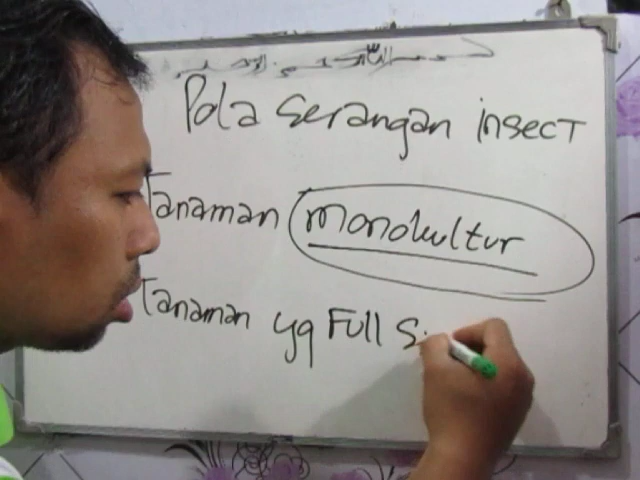 Pola Serangan insect
Tanaman monokultur
Tanaman yg Full S